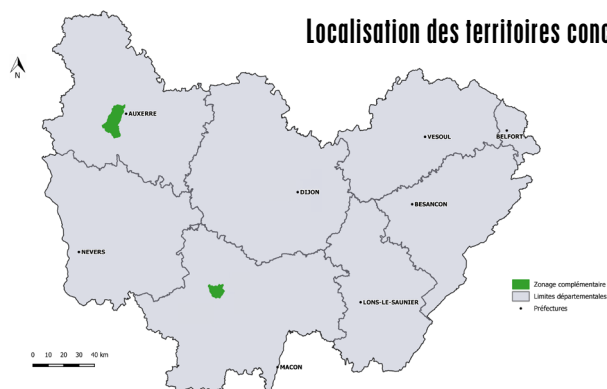 Localisation des territoires conc
N
AUXERRE
VESOUL
BELFORT
DIJON
BESANCON
NEVERS
Zonage complémentaire
Limites départementales
LONS-LE-SAUNIER
Préfectures
0 10 20 30 40 km
MACON